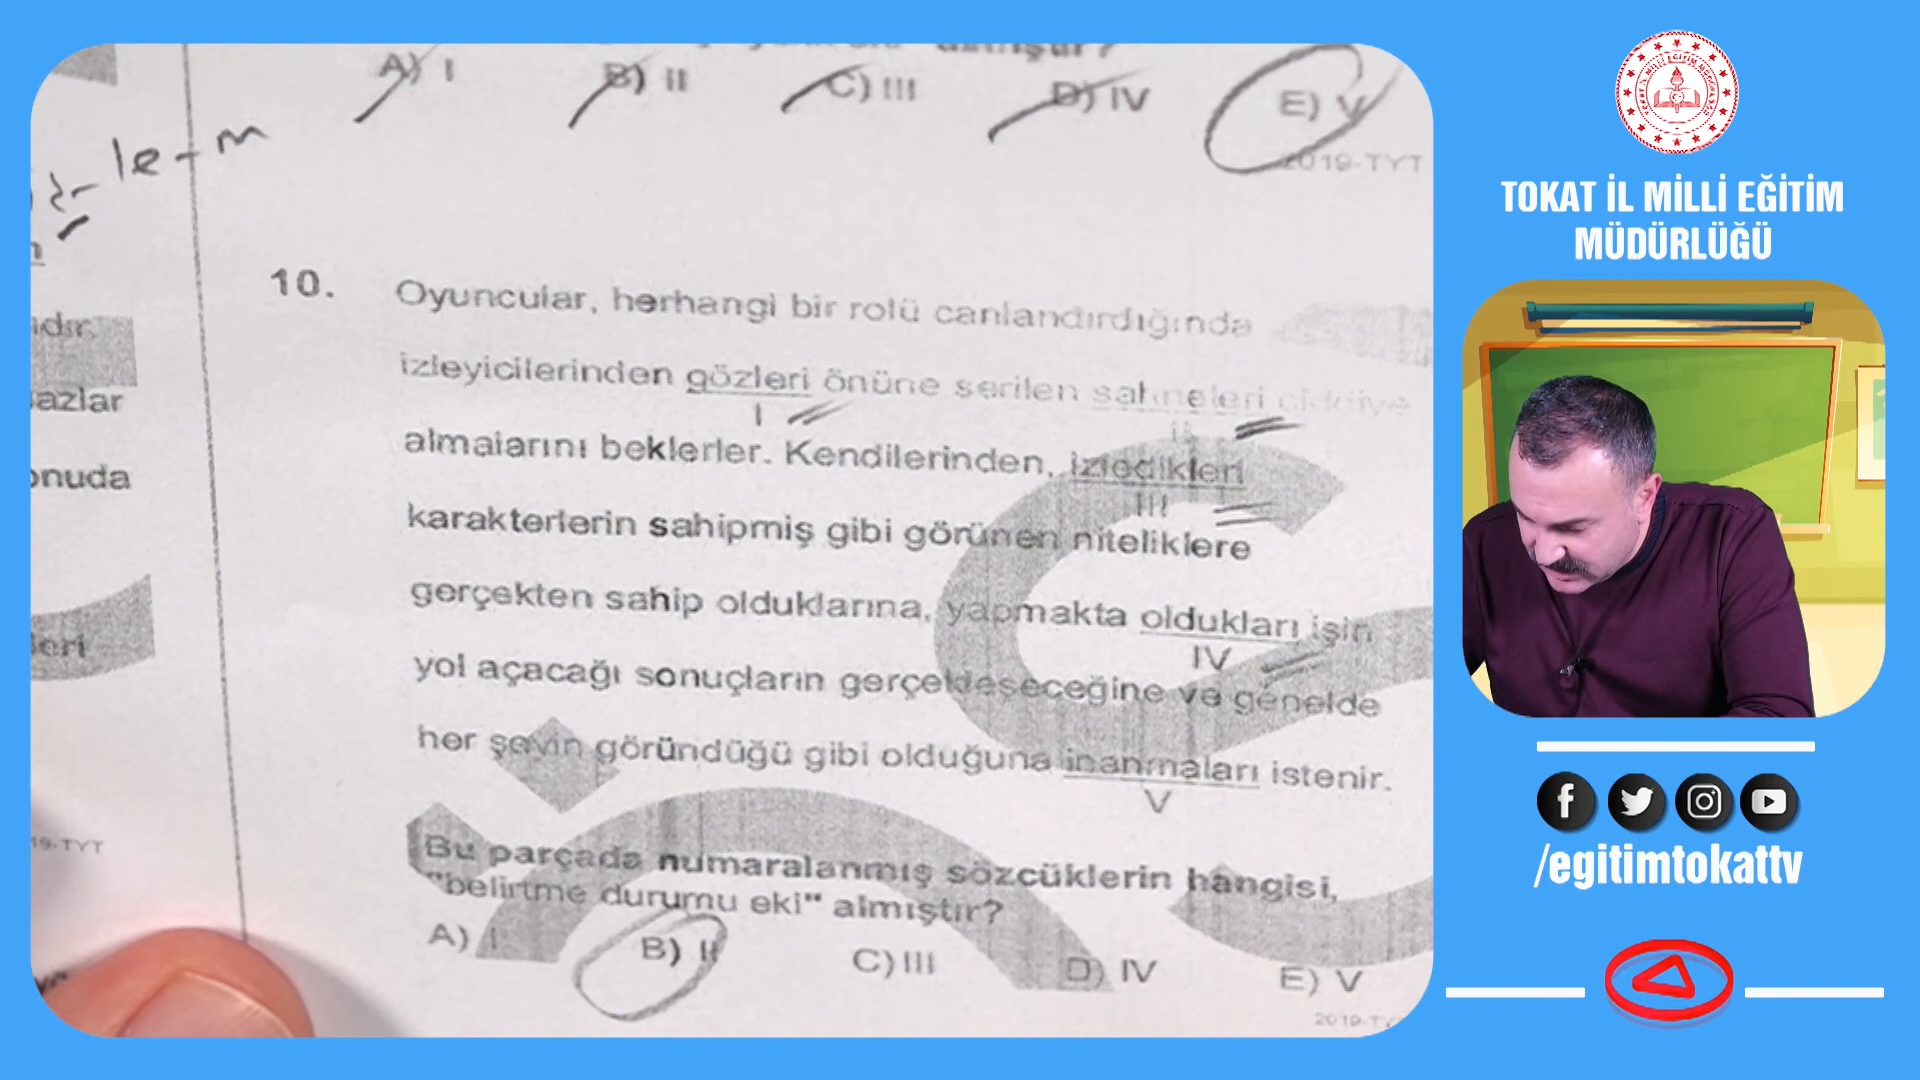 A) I B) II C) III D) IV E) V
2019-TYT
le-m
10. Oyuncular, herhangi bir rolü canlandırdığında
izleyicilerinden gözleri önüne serilen sahneleri ciddiye
I II
almalarını beklerler. Kendilerinden, izledikleri
III
karakterlerin sahipmiş gibi görünen niteliklere
gerçekten sahip olduklarına, yapmakta oldukları işin
IV
yol açacağı sonuçların gerçekleşeceğine ve genelde
her şeyin göründüğü gibi olduğuna inanmaları istenir.
V
Bu parçada numaralanmış sözcüklerin hangisi,
"belirtme durumu eki" almıştır?
A) I B) II C) III D) IV E) V
onuda
leri
TOKAT İL MİLLİ EĞİTİM
MÜDÜRLÜĞÜ
/egitimtokattv